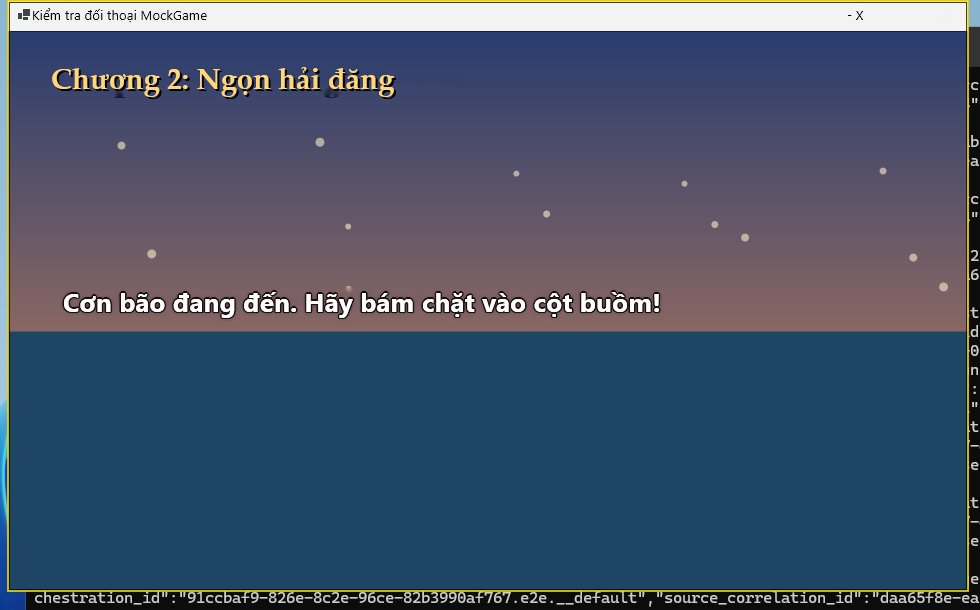 Kiểm tra đối thoại MockGame
- X
Chương 2: Ngọn hải đăng
Cơn bão đang đến. Hãy bám chặt vào cột buồm!
chestration_id":"91ccbaf9-826e-8c2e-96ce-82b3990af767.e2e.__default","source_correlation_id":"daa65f8e-e